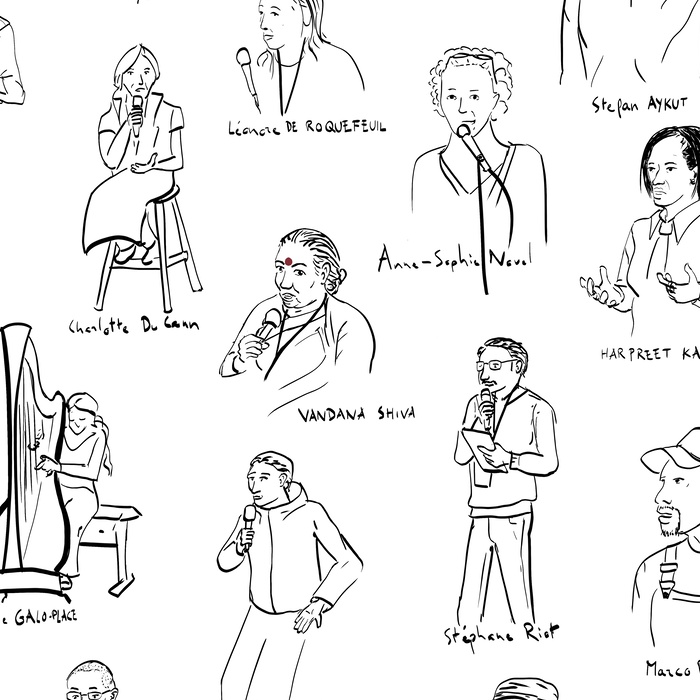 Stefan AYKUT
Léonore DE ROQUEFEUIL
Anne-Sophie Novel
Charlotte Du Cann
HARPREET KA
VANDANA SHIVA
GALO-PLACE
Stéphane Riot
Marco